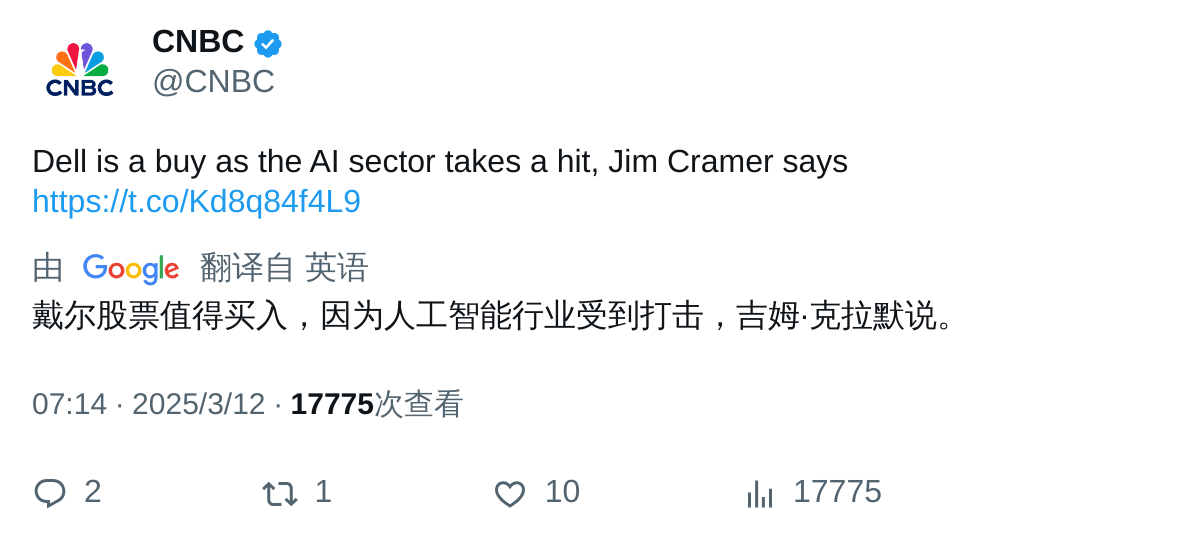 CNBC
@CNBC
CNBC
Dell is a buy as the AI sector takes a hit, Jim Cramer says
https://t.co/Kd8q84f4L9
由 Google 翻译自 英语
戴尔股票值得买入，因为人工智能行业受到打击，吉姆·克拉默说。
07:14 · 2025/3/12 · 17775次查看
2 1 10 17775